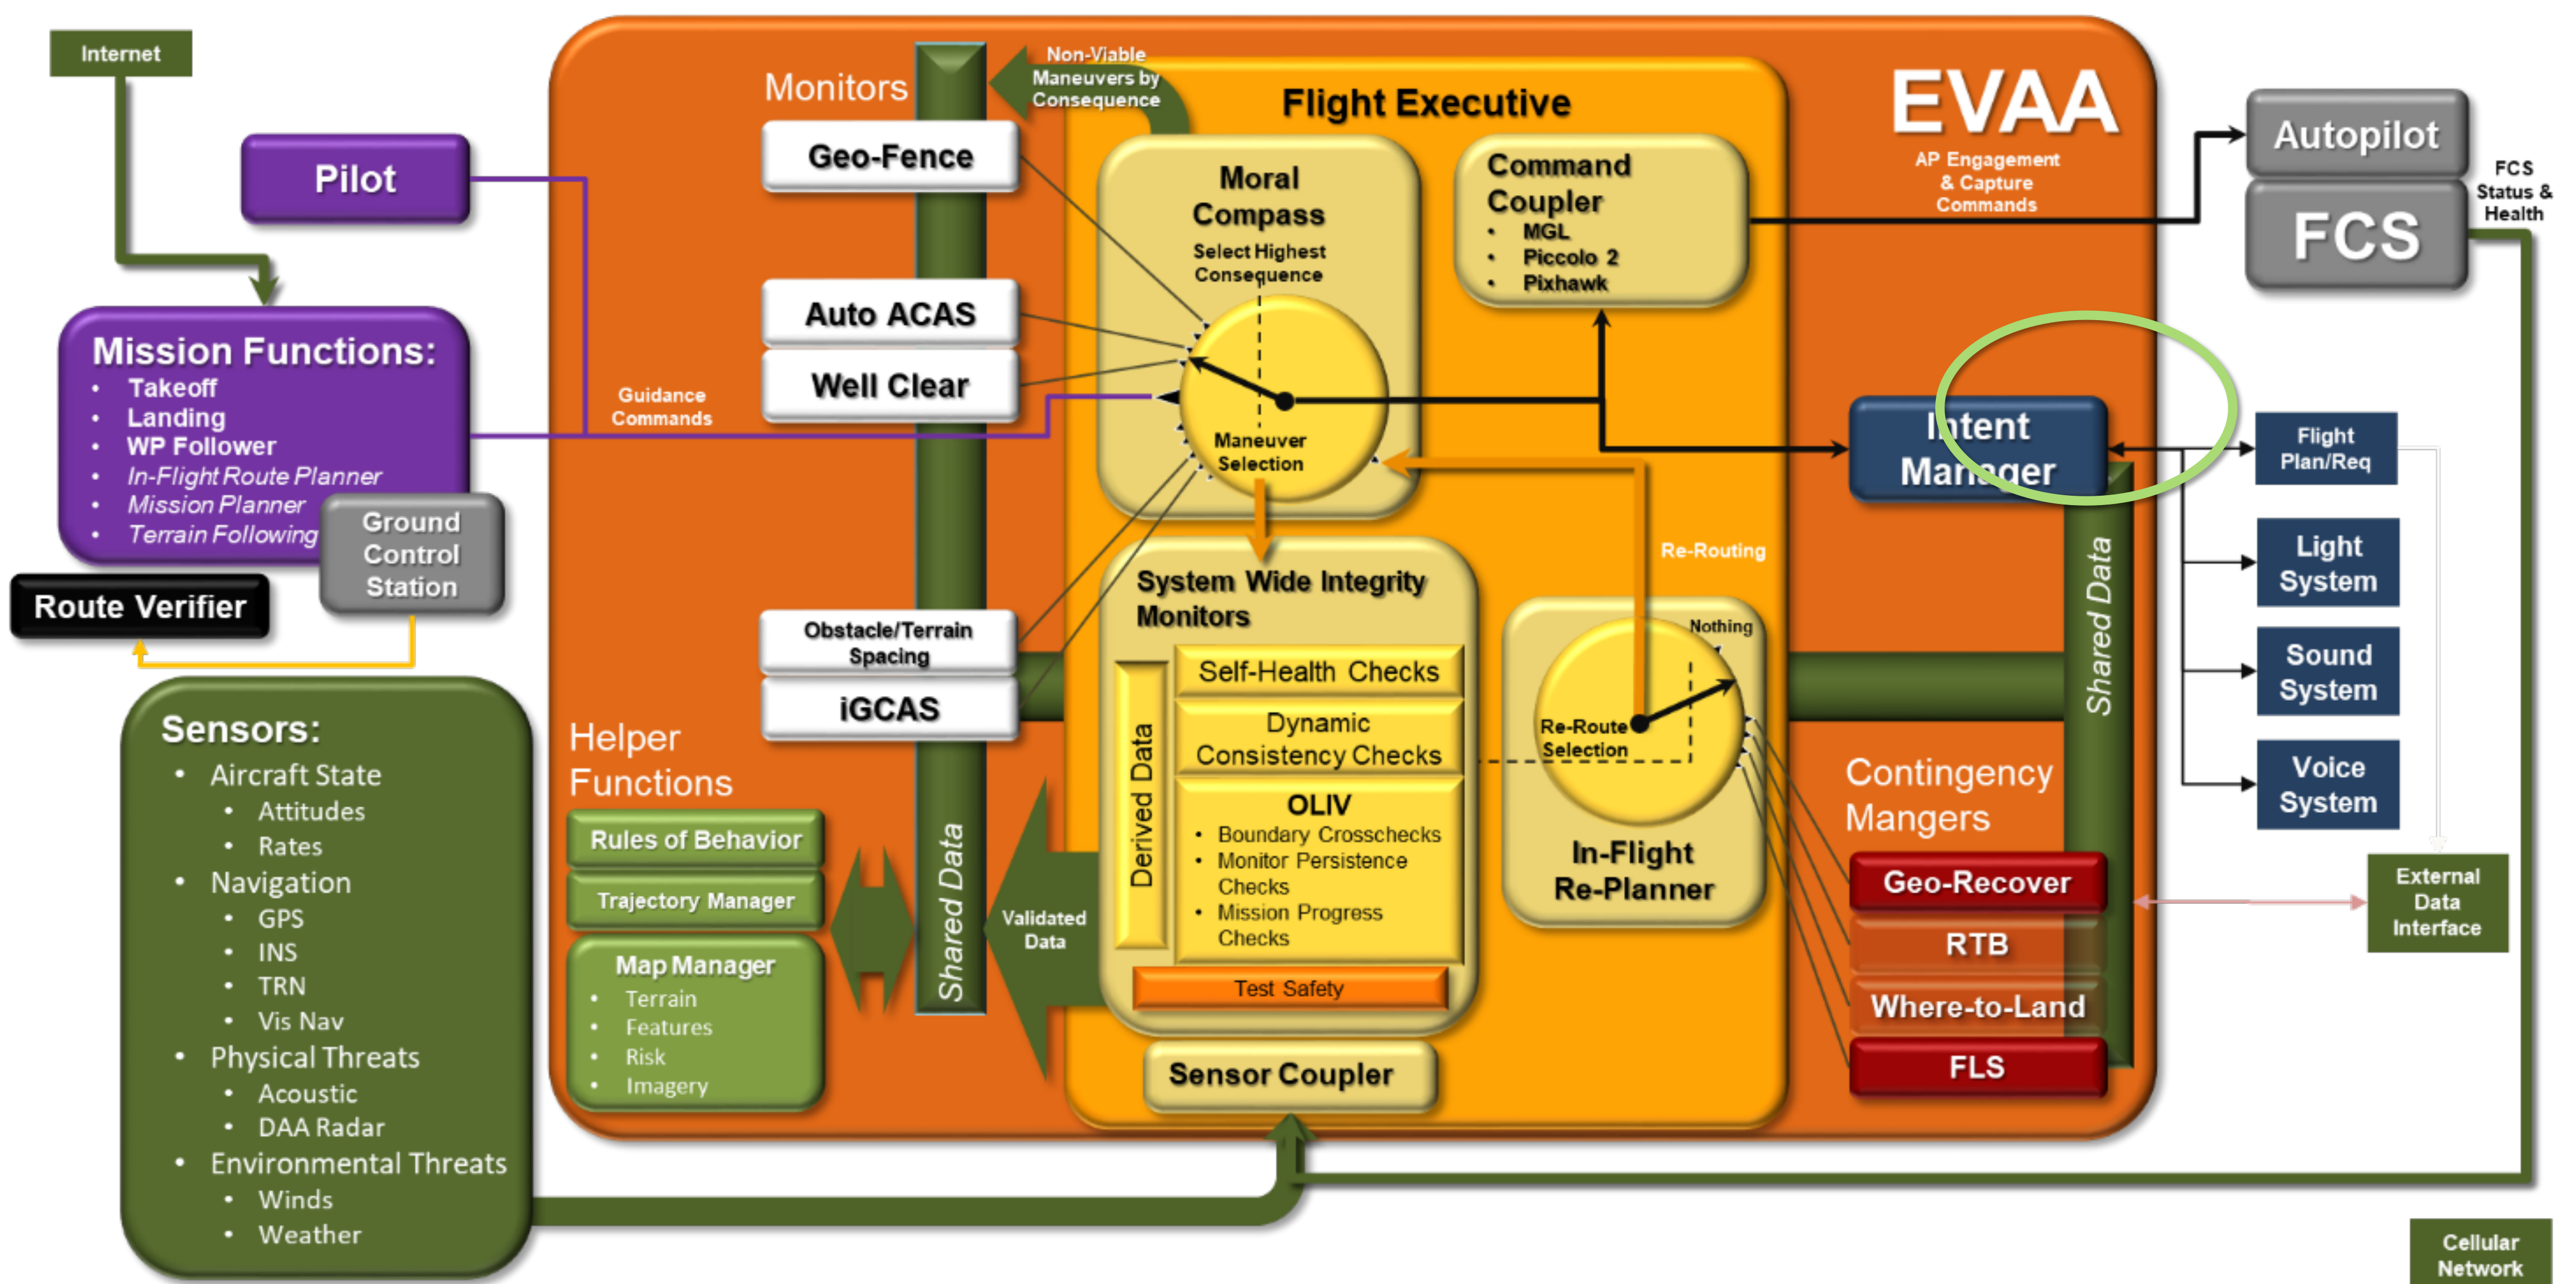 Internet
Pilot
Mission Functions:
• Takeoff
• Landing
• WP Follower
• In-Flight Route Planner
• Mission Planner
• Terrain Following
Ground
Control
Station
Route Verifier
Sensors:
• Aircraft State
• Attitudes
• Rates
• Navigation
• GPS
• INS
• TRN
• Vis Nav
• Physical Threats
• Acoustic
• DAA Radar
• Environmental Threats
• Winds
• Weather
Guidance
Commands
Monitors
Geo-Fence
Auto ACAS
Well Clear
Obstacle/Terrain
Spacing
iGCAS
Helper
Functions
Rules of Behavior
Trajectory Manager
Map Manager
• Terrain
• Features
• Risk
• Imagery
Shared Data
Validated
Data
Non-Viable
Maneuvers by
Consequence
Flight Executive
Moral
Compass
Select Highest
Consequence
Maneuver
Selection
Command
Coupler
• MGL
• Piccolo 2
• Pixhawk
System Wide Integrity
Monitors
Derived Data
Self-Health Checks
Dynamic
Consistency Checks
OLIV
• Boundary Crosschecks
• Monitor Persistence
Checks
• Mission Progress
Checks
Test Safety
Sensor Coupler
Re-Routing
Nothing
Re-Route
Selection
In-Flight
Re-Planner
EVAA
AP Engagement
& Capture
Commands
Intent
Manager
Shared Data
Contingency
Mangers
Geo-Recover
RTB
Where-to-Land
FLS
Autopilot
FCS
FCS
Status &
Health
Flight
Plan/Req
Light
System
Sound
System
Voice
System
External
Data
Interface
Cellular
Network